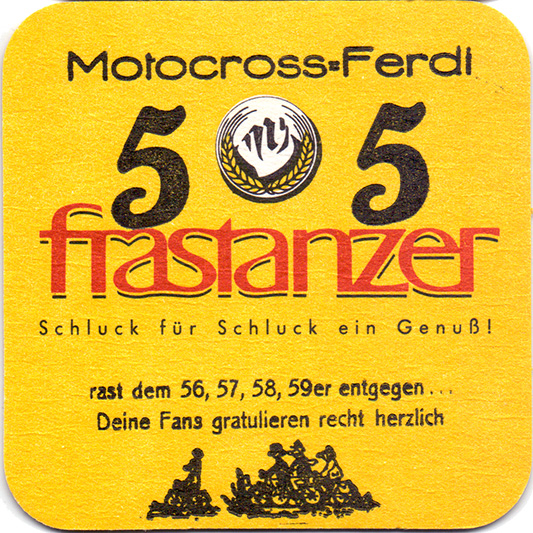 Motocross=Ferdi
5 5
frastanzer
Schluck für Schluck ein Genuß!
rast dem 56, 57, 58, 59er entgegen...
Deine Fans gratulieren recht herzlich